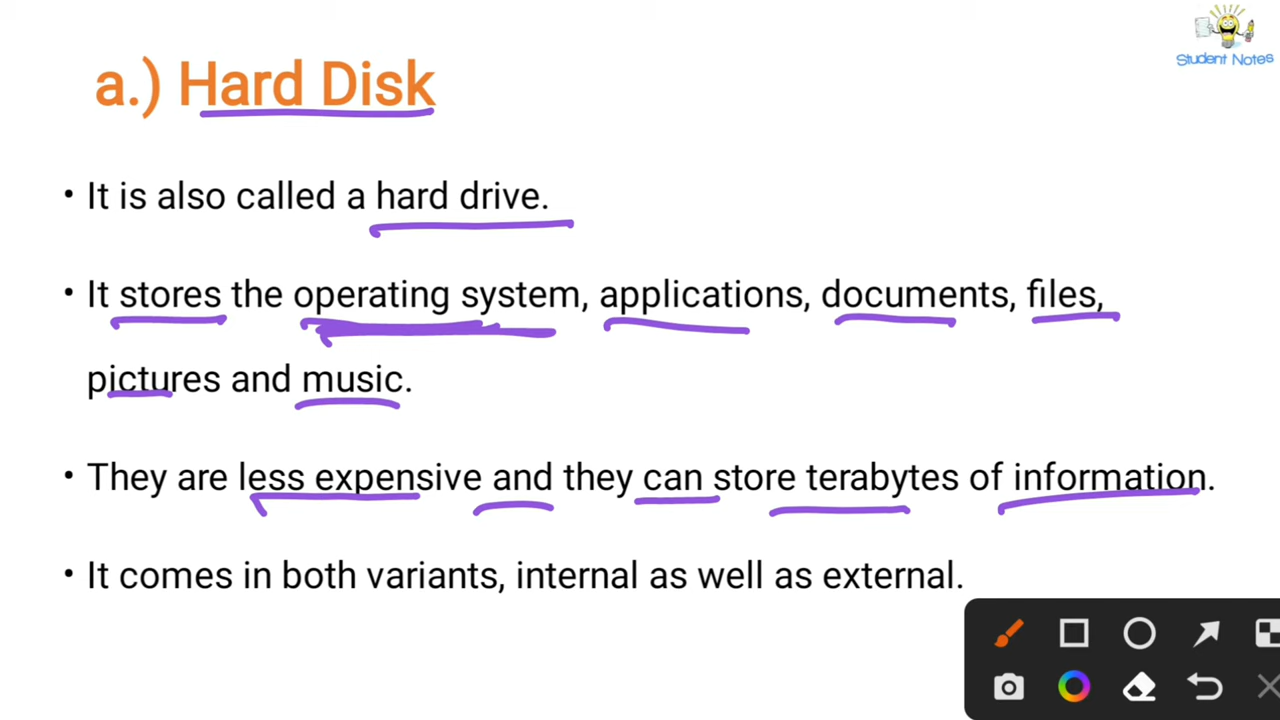 Student Notes
a.) Hard Disk
• It is also called a hard drive.
• It stores the operating system, applications, documents, files,
pictures and music.
• They are less expensive and they can store terabytes of information.
• It comes in both variants, internal as well as external.